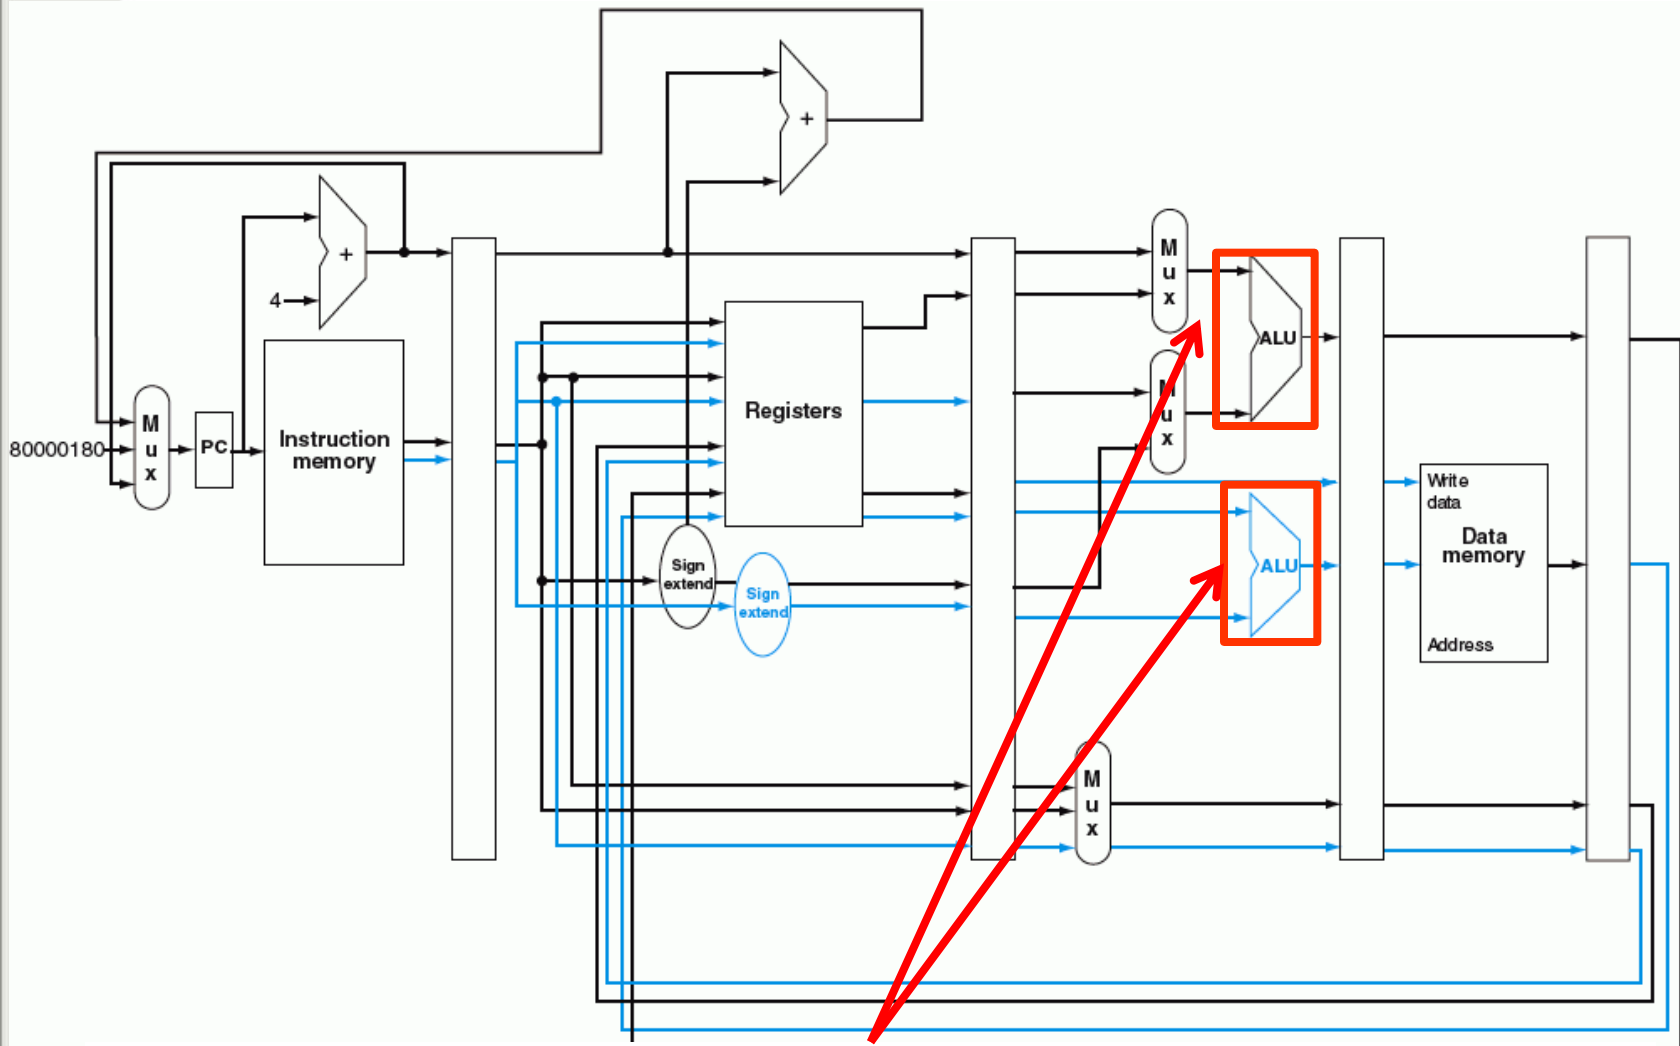 +
+
4
M
u
x
ALU
M
u
x
80000180
M
u
x
PC
Instruction
memory
Registers
Write
data
Data
memory
Address
ALU
Sign
extend
Sign
extend
M
u
x